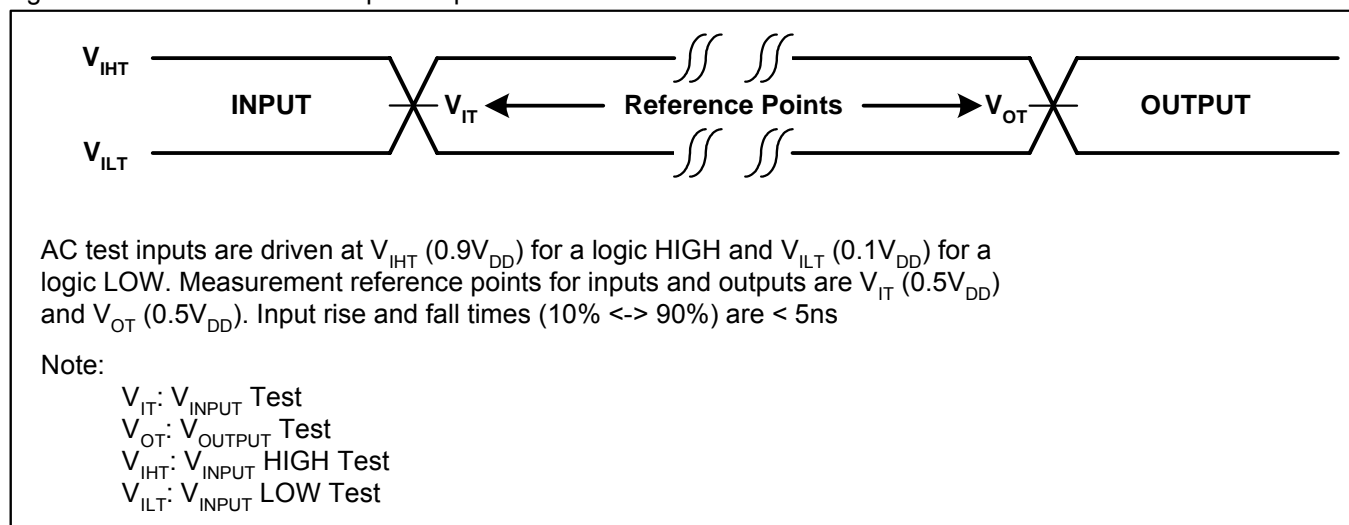 V_IHT
INPUT V_IT Reference Points V_OT OUTPUT
V_ILT
AC test inputs are driven at V_IHT (0.9V_DD) for a logic HIGH and V_ILT (0.1V_DD) for a
logic LOW. Measurement reference points for inputs and outputs are V_IT (0.5V_DD)
and V_OT (0.5V_DD). Input rise and fall times (10% <-> 90%) are < 5ns
Note:
V_IT: V_INPUT Test
V_OT: V_OUTPUT Test
V_IHT: V_INPUT HIGH Test
V_ILT: V_INPUT LOW Test